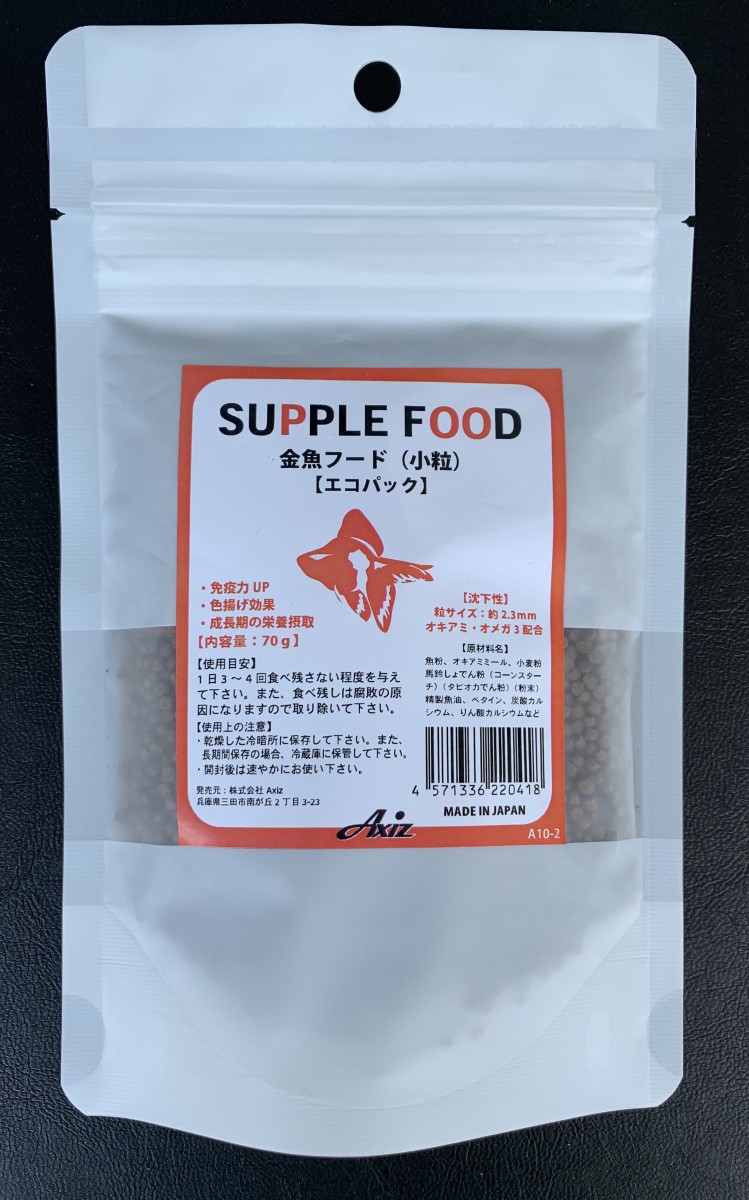 SUPPLE FOOD
金魚フード（小粒）
【エコパック】
・免疫力 UP
・色揚げ効果
・成長期の栄養摂取
【内容量：70ｇ】
【沈下性】
粒サイズ：約 2.3mm
オキアミ・オメガ 3 配合
【使用目安】
１日３～４回食べ残さない程度を与え
て下さい。また、食べ残しは腐敗の原
因になりますので取り除いて下さい。
【使用上の注意】
・乾燥した冷暗所に保存して下さい。また、
長期間保存の場合、冷蔵庫に保管して下さい。
・開封後は速やかにお使い下さい。
発売元：株式会社 Axiz
兵庫県三田市南が丘２丁目 3-23
【原材料名】
魚粉、オキアミミール、小麦粉
馬鈴しょでん粉（コーンスター
チ）（タピオカでん粉）（粉末）
精製魚油、ベタイン、炭酸カル
シウム、りん酸カルシウムなど
4 571336 220418
MADE IN JAPAN
Axiz
A10-2